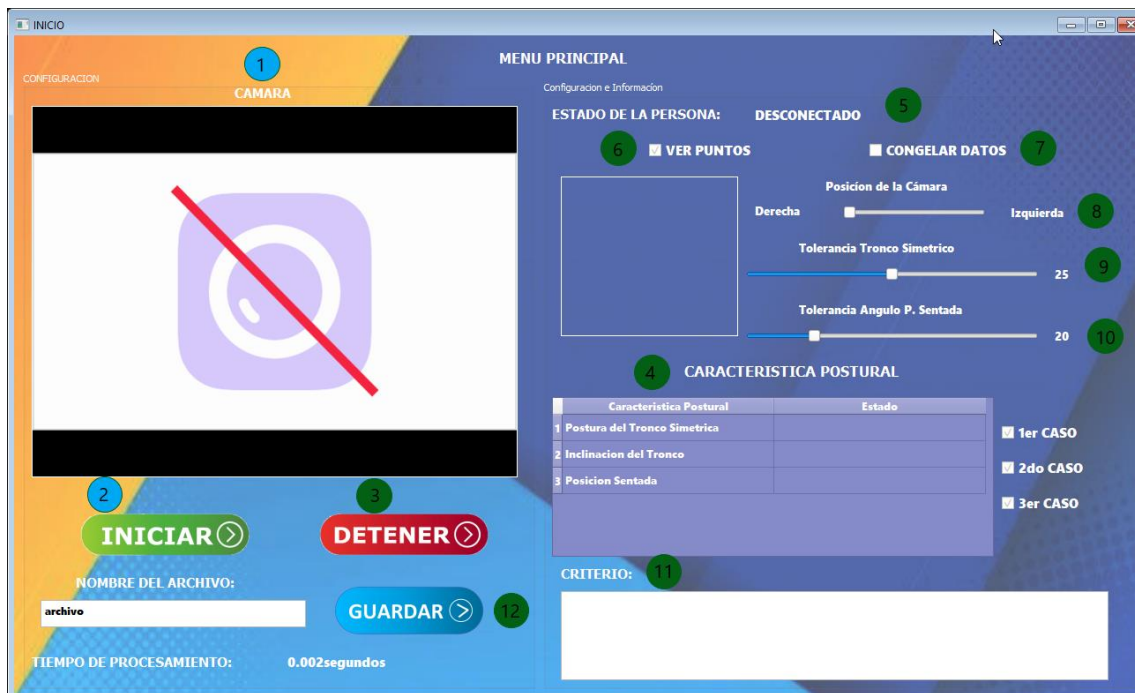 INICIO
MENU PRINCIPAL
CONFIGURACION
1
CAMARA
2
3
INICIAR
DETENER
NOMBRE DEL ARCHIVO:
archivo
GUARDAR
12
TIEMPO DE PROCESAMIENTO: 0.002segundos
Configuracion e Informacíon
ESTADO DE LA PERSONA: DESCONECTADO 5
6 VER PUNTOS CONGELAR DATOS 7
Posicíon de la Cámara
Derecha Izquierda 8
Tolerancia Tronco Simetrico
25 9
Tolerancia Angulo P. Sentada
20 10
4 CARACTERISTICA POSTURAL
Caracteristica Postural Estado
1 Postura del Tronco Simetrica
2 Inclinacion del Tronco
3 Posicion Sentada
1er CASO
2do CASO
3er CASO
CRITERIO: 11